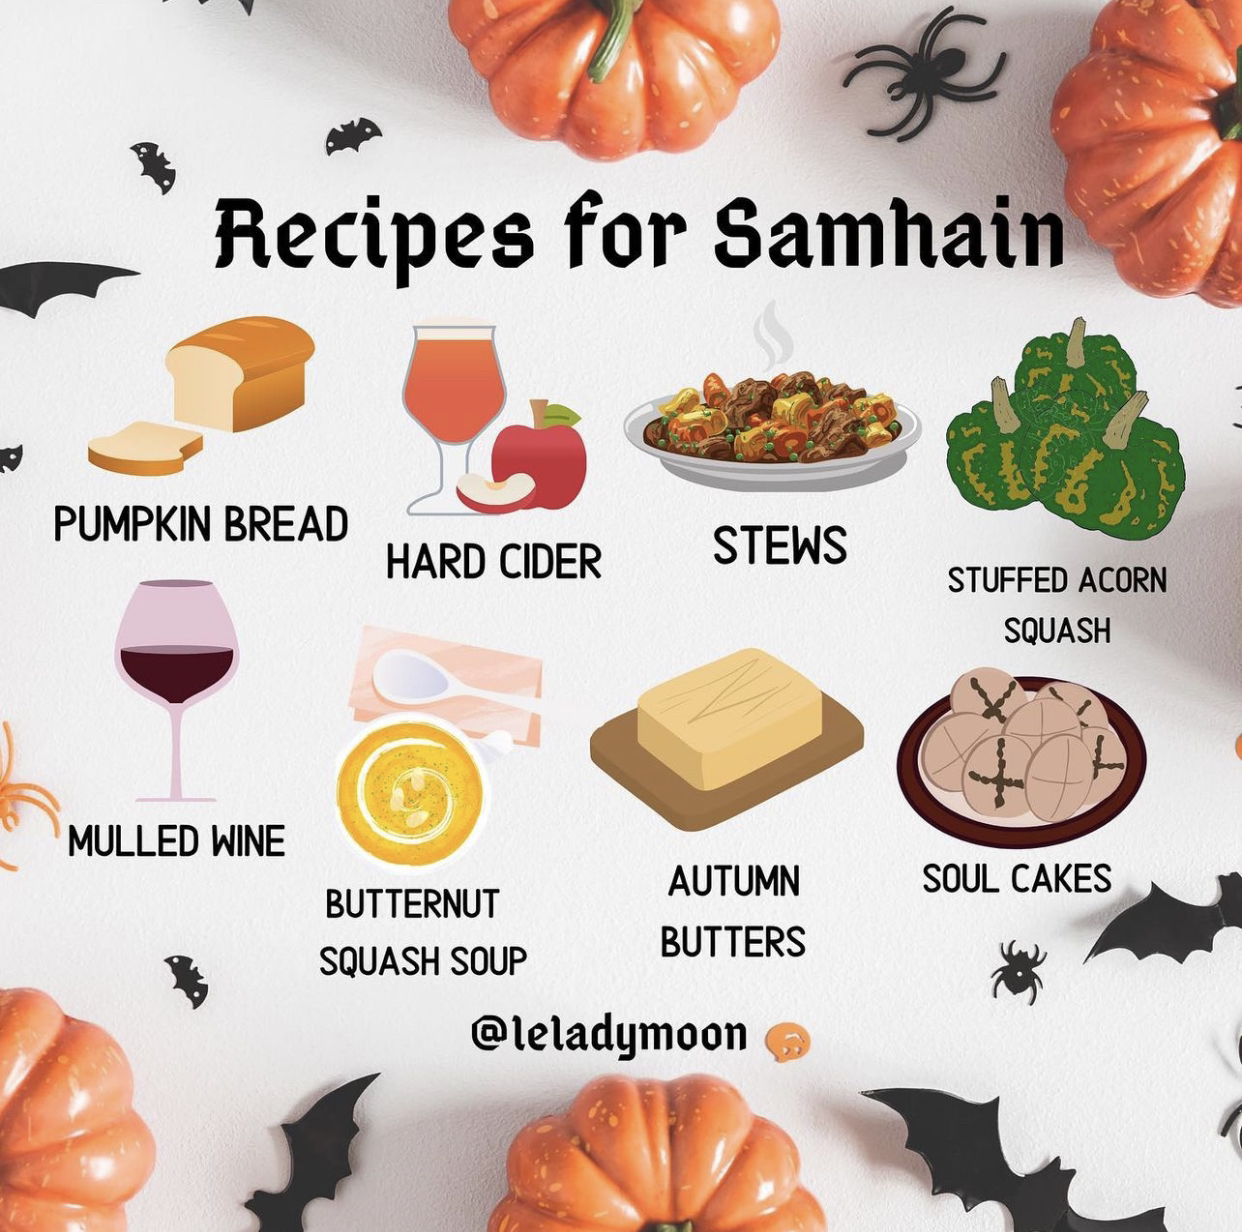 Recipes for Samhain
PUMPKIN BREAD
HARD CIDER
STEWS
STUFFED ACORN
SQUASH
MULLED WINE
BUTTERNUT
SQUASH SOUP
AUTUMN
BUTTERS
SOUL CAKES
@leladymoon